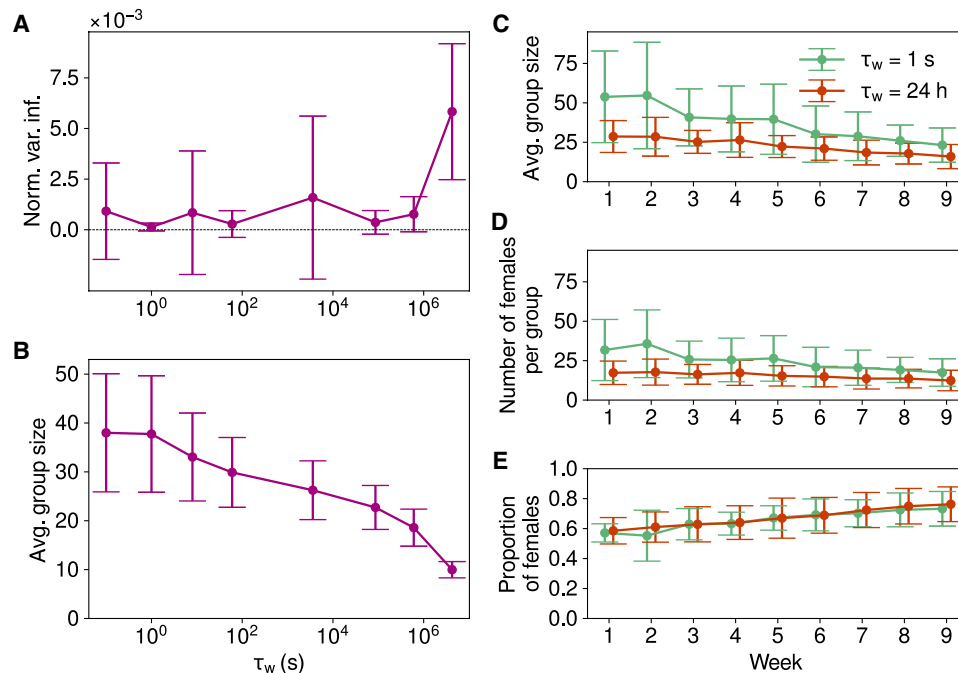 A
×10⁻³
7.5
5.0
2.5
0.0
Norm. var. inf.
10⁰ 10² 10⁴ 10⁶
B
50
40
30
20
10
0
Avg. group size
10⁰ 10² 10⁴ 10⁶
τw (s)
C
75
50
25
0
Avg. group size
τw = 1 s
τw = 24 h
1 2 3 4 5 6 7 8 9
D
75
50
25
0
Number of females
per group
1 2 3 4 5 6 7 8 9
E
1.0
0.8
0.6
0.4
0.2
0.0
Proportion
of females
1 2 3 4 5 6 7 8 9
Week